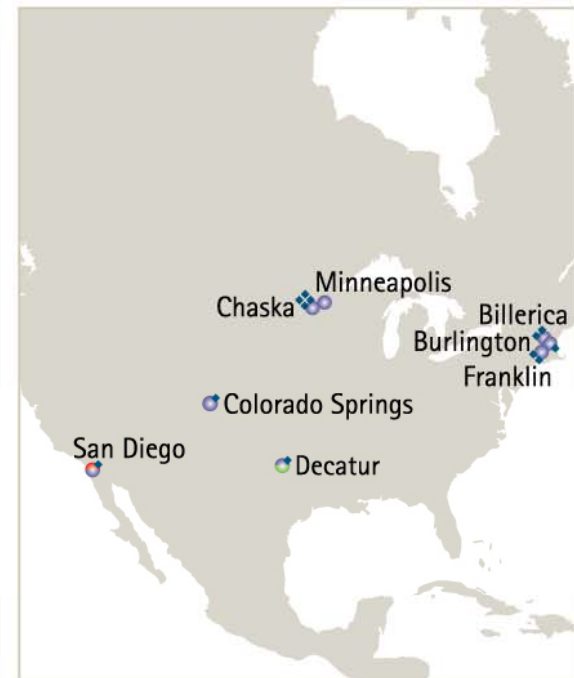 Minneapolis
Chaska
Billerica
Burlington
Franklin
Colorado Springs
San Diego
Decatur